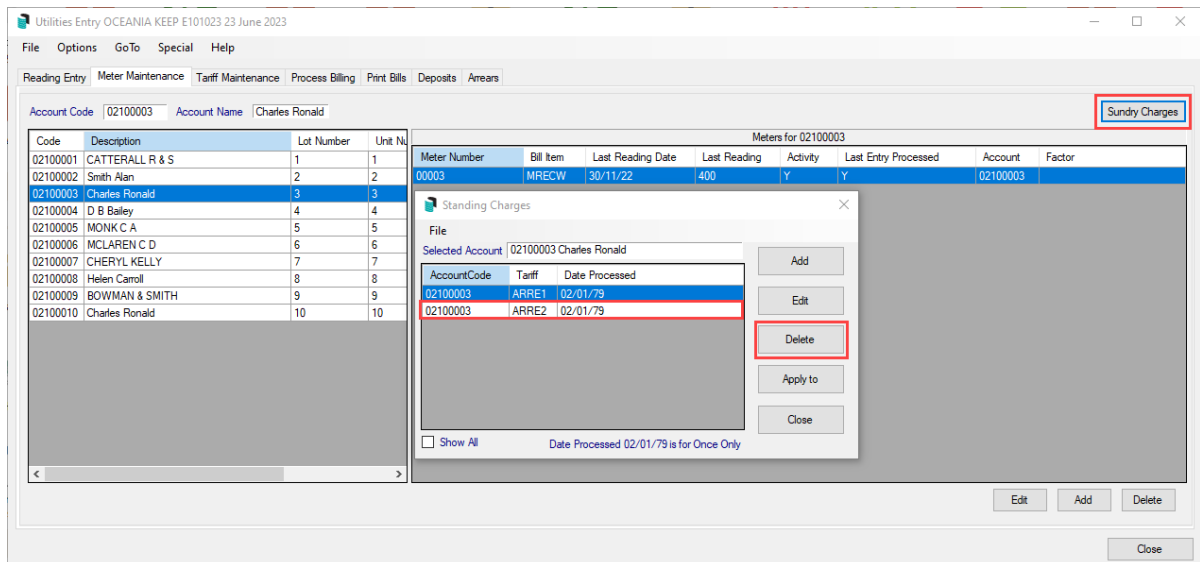 Utilities Entry OCEANIA KEEP E101023 23 June 2023
File Options GoTo Special Help
Reading Entry Meter Maintenance Tariff Maintenance Process Billing Print Bills Deposits Arrears
Account Code 02100003 Account Name Charles Ronald Sundry Charges
Code Description Lot Number Unit Nu
02100001 CATTERALL R & S 1 1
02100002 Smith Alan 2 2
02100003 Charles Ronald 3 3
02100004 D B Bailey 4 4
02100005 MONK C A 5 5
02100006 MCLAREN C D 6 6
02100007 CHERYL KELLY 7 7
02100008 Helen Carroll 8 8
02100009 BOWMAN & SMITH 9 9
02100010 Charles Ronald 10 10
Meters for 02100003
Meter Number Bill Item Last Reading Date Last Reading Activity Last Entry Processed Account Factor
00003 MRECW 30/11/22 400 Y Y 02100003
Standing Charges
File
Selected Account 02100003 Charles Ronald
AccountCode Tariff Date Processed
02100003 ARRE1 02/01/79
02100003 ARRE2 02/01/79
Add
Edit
Delete
Apply to
Close
Show All Date Processed 02/01/79 is for Once Only
Edit Add Delete
Close